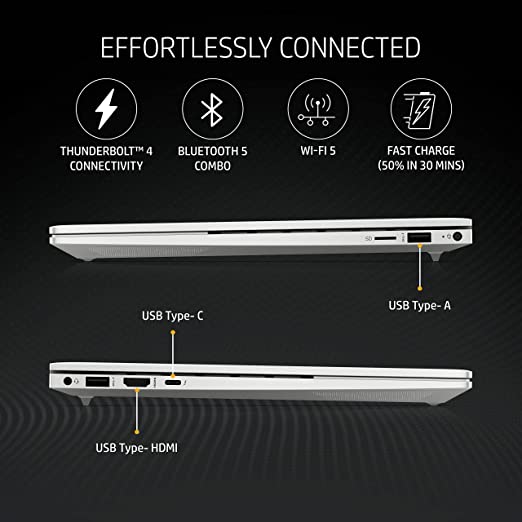 EFFORTLESSLY CONNECTED
THUNDERBOLT™ 4
CONNECTIVITY
BLUETOOTH 5
COMBO
WI-FI 5
FAST CHARGE
(50% IN 30 MINS)
SD
USB Type- A
USB Type- C
USB Type- HDMI